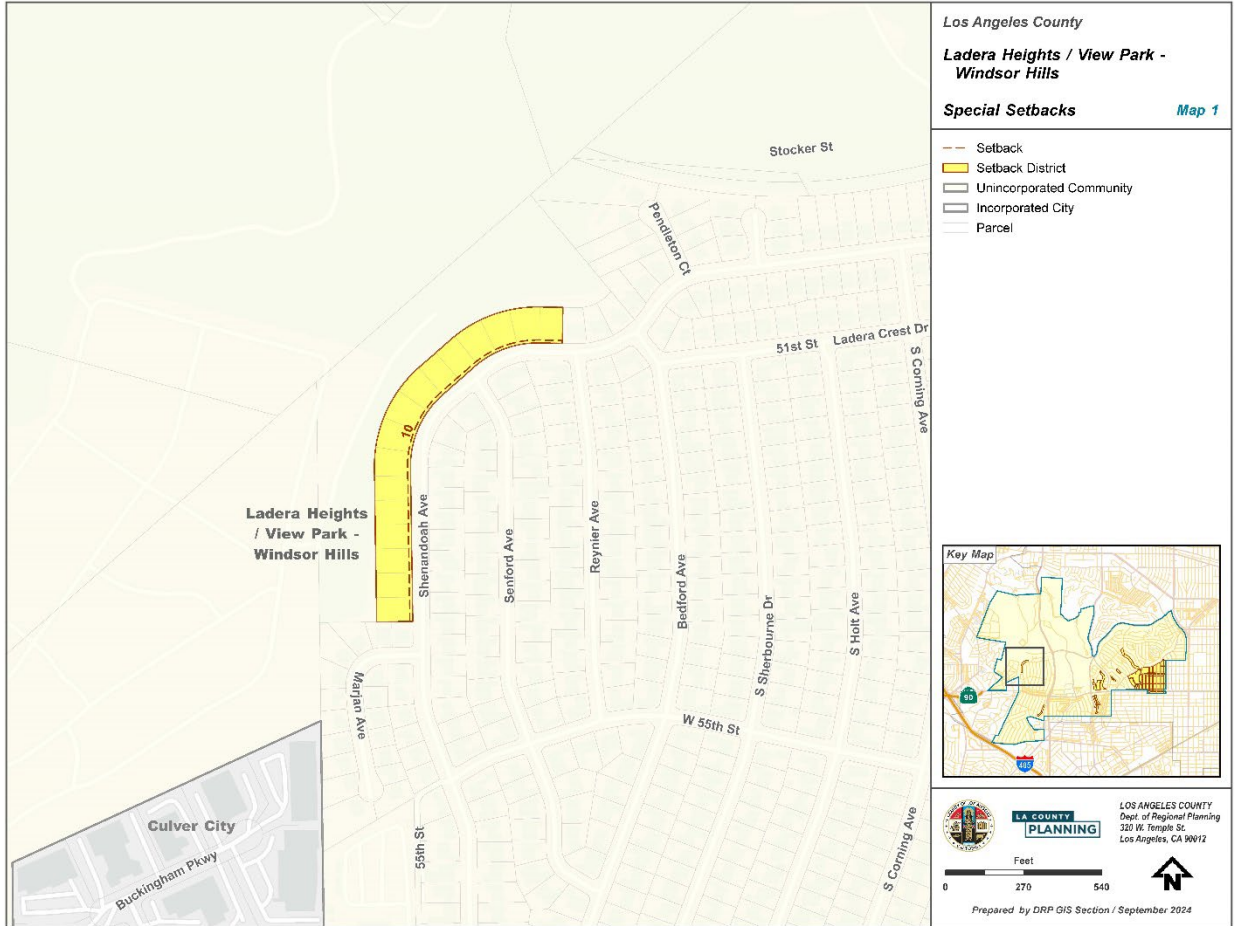 Los Angeles County
Ladera Heights / View Park -
Windsor Hills
Special Setbacks Map 1
Setback
Setback District
Unincorporated Community
Incorporated City
Parcel
Stocker St
Pendleton Ct
51st St
Ladera Crest Dr
S Corning Ave
10
Ladera Heights
/ View Park -
Windsor Hills
Shenandoah Ave
Senford Ave
Reynier Ave
Bedford Ave
S Sherbourne Dr
S Holt Ave
Marjan Ave
W 55th St
Culver City
Buckingham Pkwy
55th St
S Corning Ave
Key Map
90
405
LA COUNTY
PLANNING
LOS ANGELES COUNTY
Dept. of Regional Planning
320 W. Temple St.
Los Angeles, CA 90012
Feet
0 270 540
N
Prepared by DRP GIS Section / September 2024